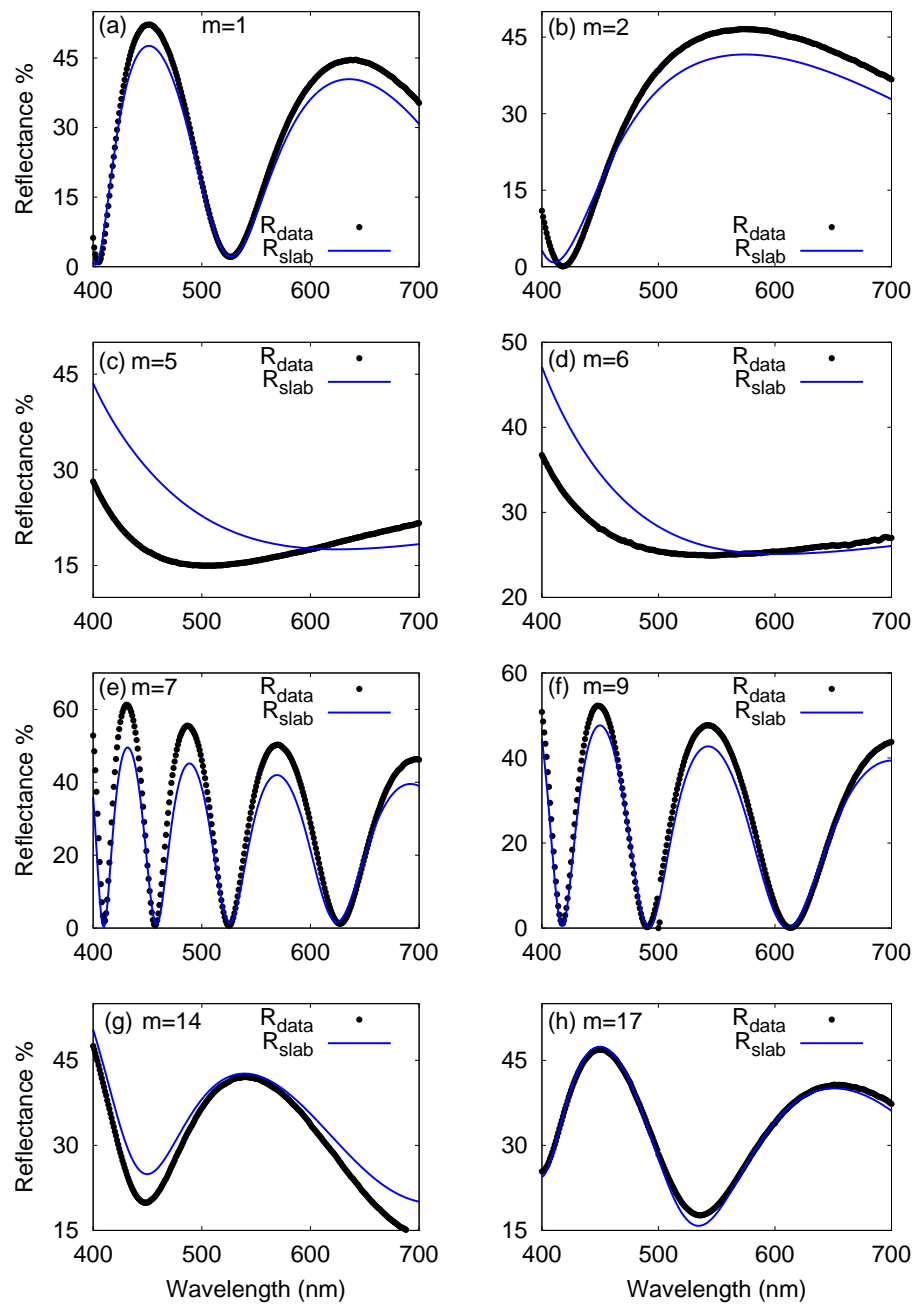 (a) m=1
Reflectance %
45
30
15
0
R_data
R_slab
400 500 600 700
(b) m=2
45
30
15
0
R_data
R_slab
400 500 600 700
(c) m=5
Reflectance %
45
30
15
R_data
R_slab
400 500 600 700
(d) m=6
50
40
30
20
R_data
R_slab
400 500 600 700
(e) m=7
Reflectance %
60
40
20
0
R_data
R_slab
400 500 600 700
(f) m=9
60
40
20
0
R_data
R_slab
400 500 600 700
(g) m=14
Reflectance %
45
30
15
R_data
R_slab
400 500 600 700
Wavelength (nm)
(h) m=17
45
30
15
R_data
R_slab
400 500 600 700
Wavelength (nm)